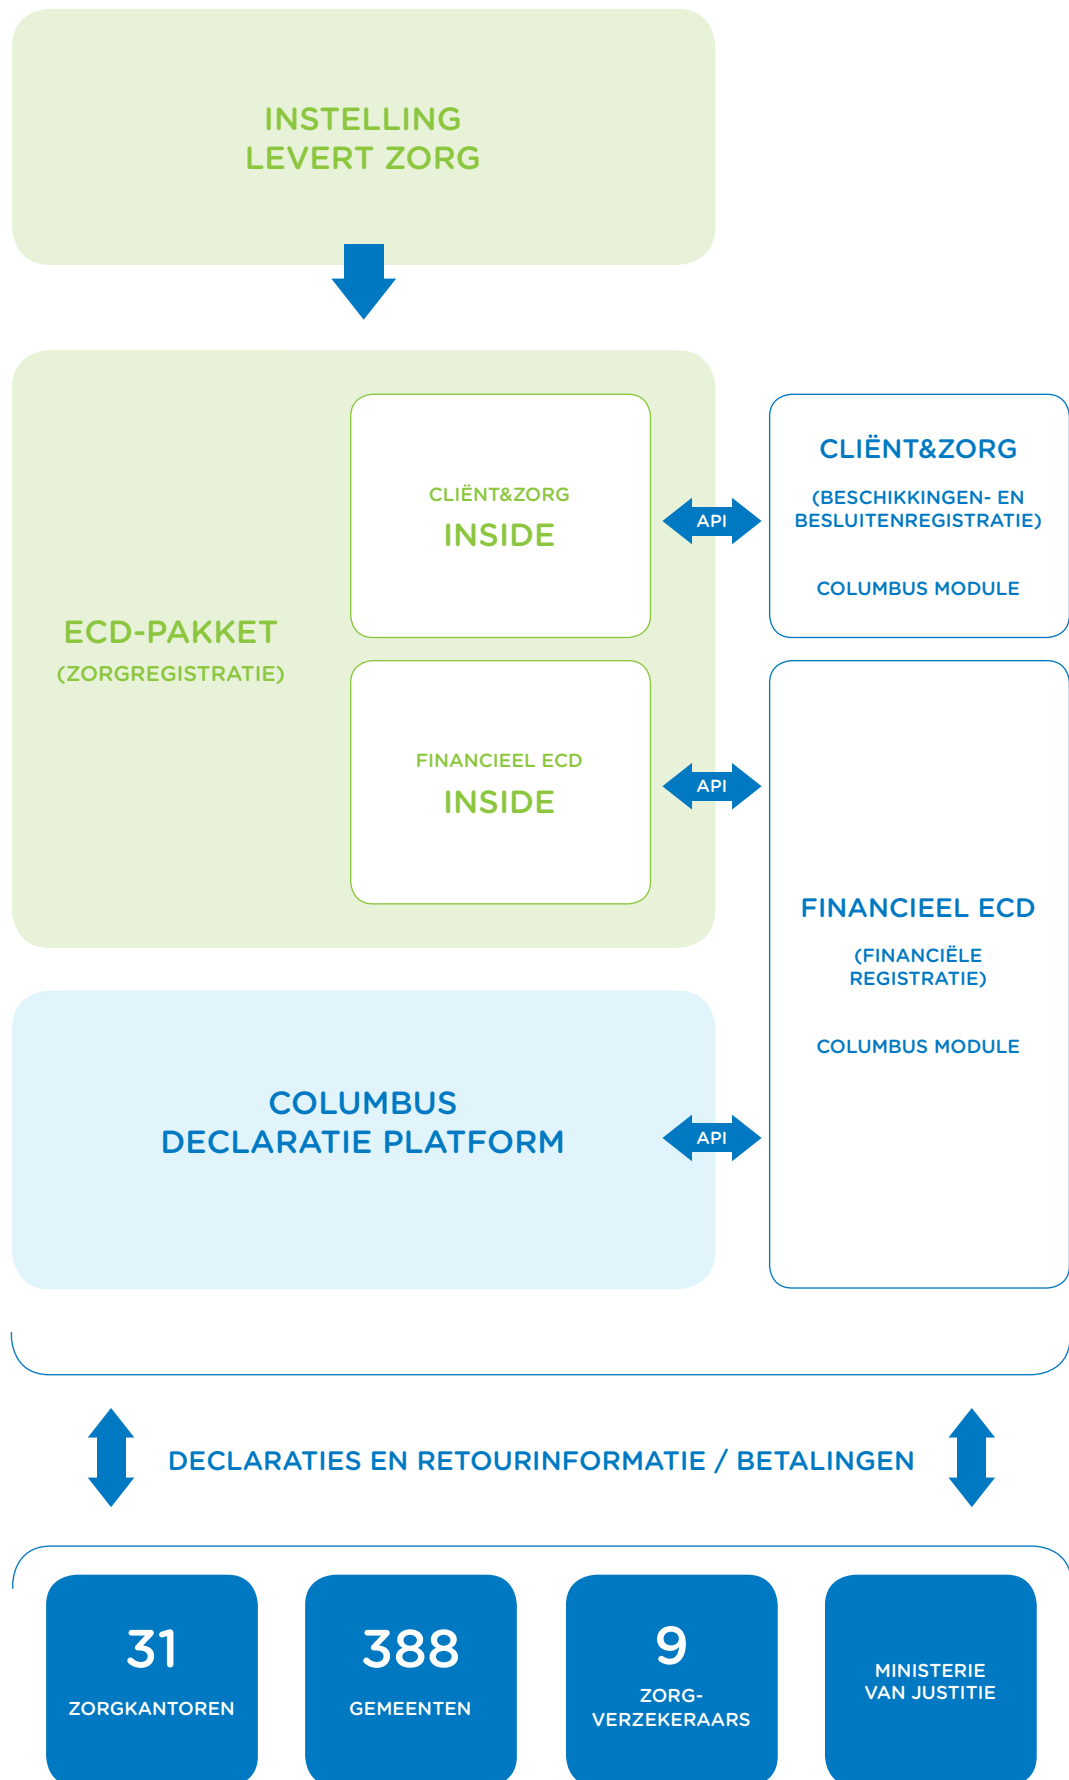 INSTELLING
LEVERT ZORG
ECD-PAKKET
(ZORGREGISTRATIE)
CLIËNT&ZORG
INSIDE
API
CLIËNT&ZORG
(BESCHIKKINGEN- EN
BESLUITENREGISTRATIE)
COLUMBUS MODULE
FINANCIEEL ECD
INSIDE
API
FINANCIEEL ECD
(FINANCIËLE
REGISTRATIE)
COLUMBUS MODULE
COLUMBUS
DECLARATIE PLATFORM
API
DECLARATIES EN RETOURINFORMATIE / BETALINGEN
31
ZORGKANTOREN
388
GEMEENTEN
9
ZORG-
VERZEKERAARS
MINISTERIE
VAN JUSTITIE